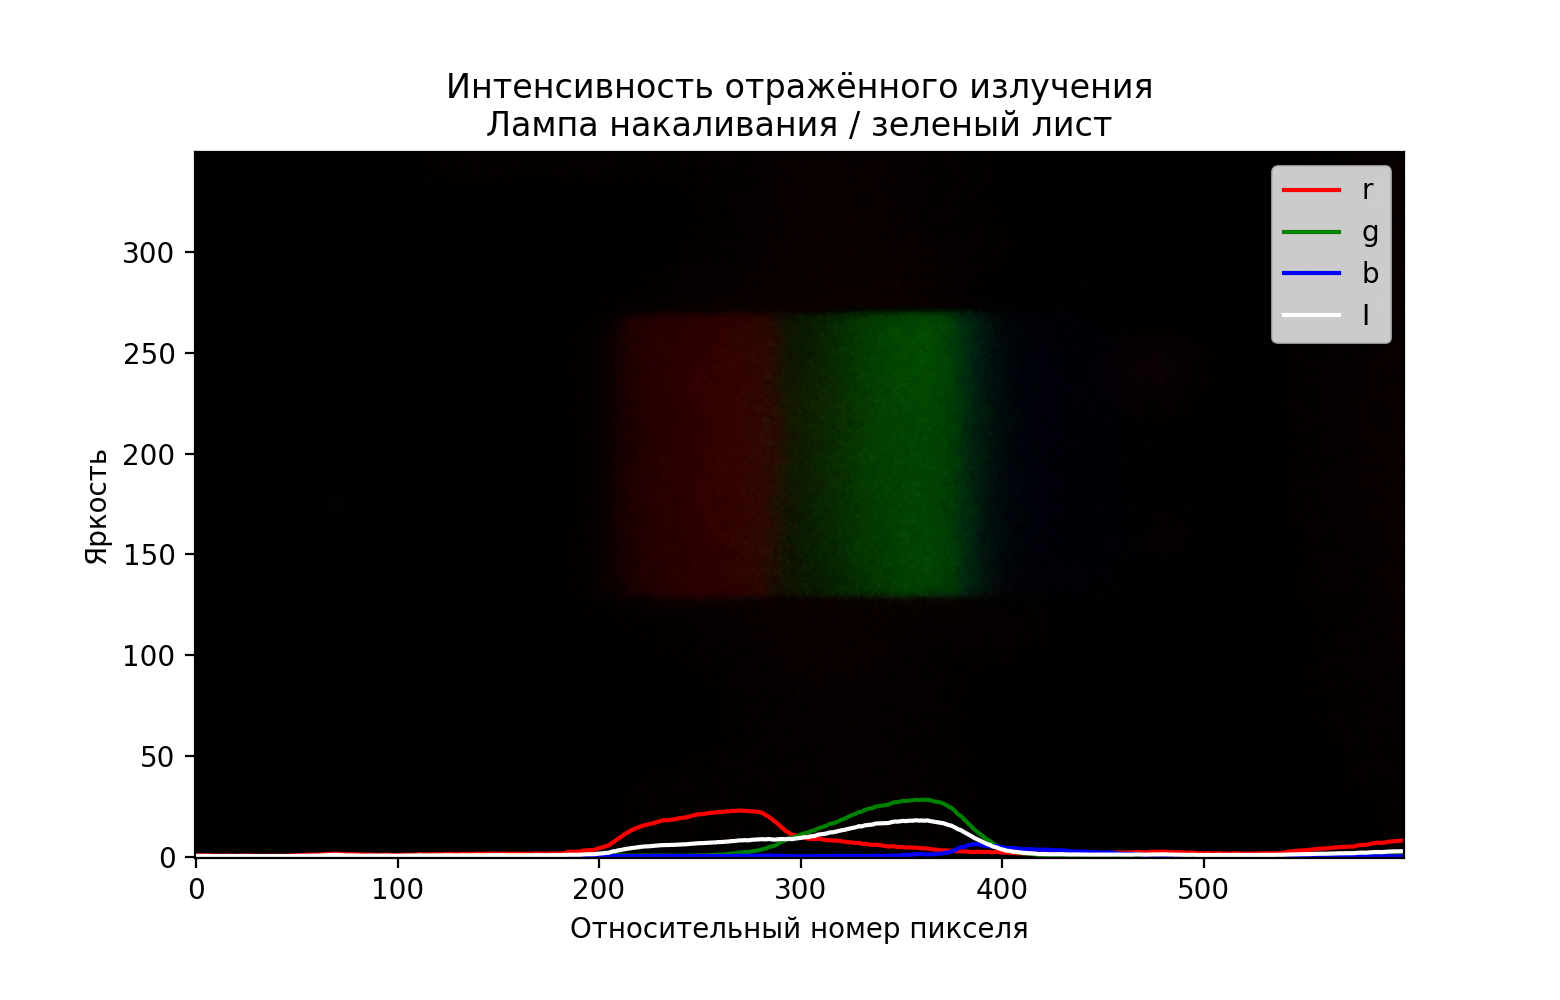 Интенсивность отражённого излучения
Лампа накаливания / зеленый лист
r
g
b
l
Яркость
300
250
200
150
100
50
0
0 100 200 300 400 500
Относительный номер пикселя